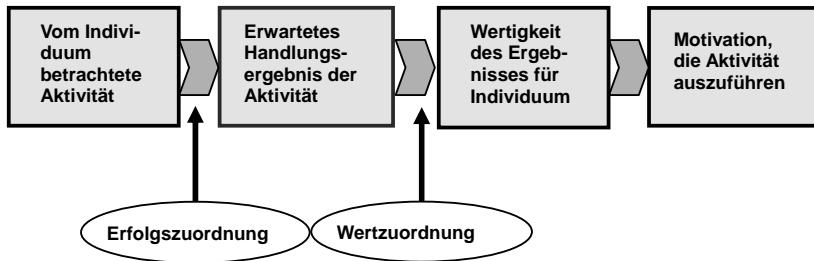 Vom Indivi-
duum
betrachtete
Aktivität
Erwartetes
Handlungs-
ergebnis der
Aktivität
Wertigkeit
des Ergeb-
nisses für
Individuum
Motivation,
die Aktivität
auszuführen
Erfolgszuordnung
Wertzuordnung